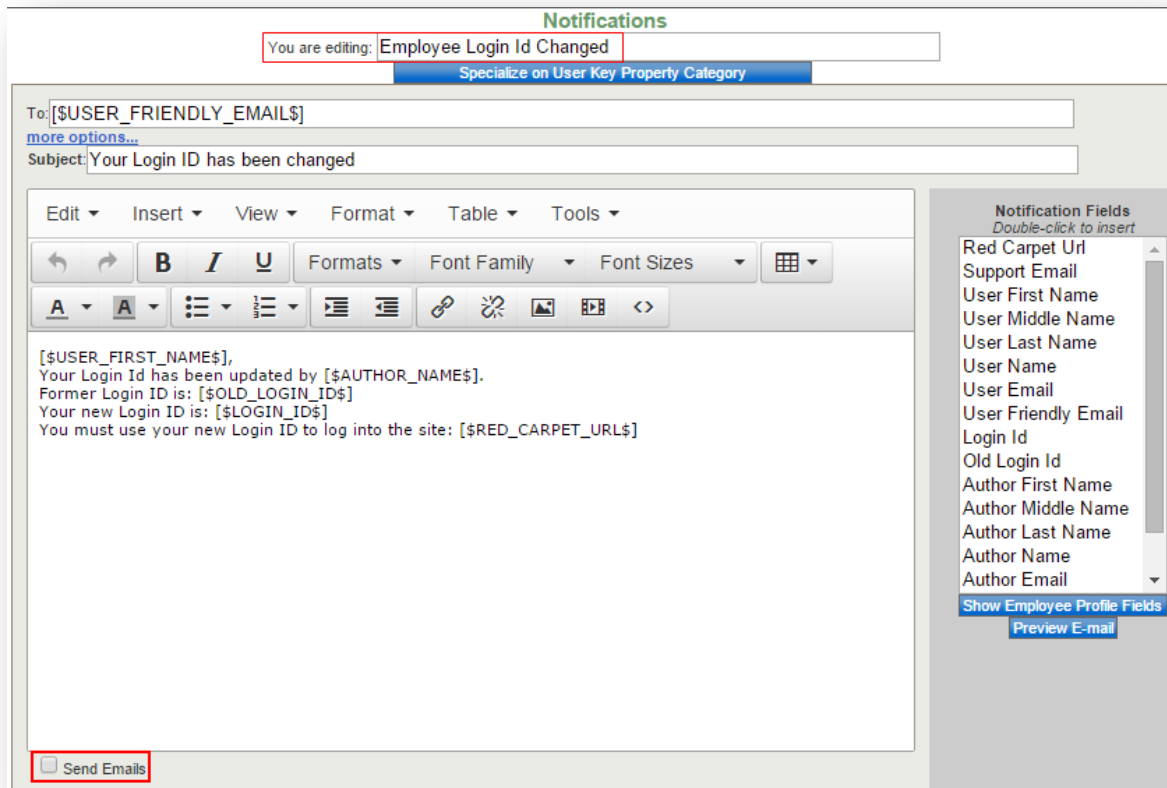 Notifications
You are editing: Employee Login Id Changed
Specialize on User Key Property Category
To: [$USER_FRIENDLY_EMAIL$]
more options...
Subject: Your Login ID has been changed
Edit Insert View Format Table Tools
B I U Formats Font Family Font Sizes
A A
[$USER_FIRST_NAME$],
Your Login Id has been updated by [$AUTHOR_NAME$].
Former Login ID is: [$OLD_LOGIN_ID$]
Your new Login ID is: [$LOGIN_ID$]
You must use your new Login ID to log into the site: [$RED_CARPET_URL$]
Send Emails
Notification Fields
Double-click to insert
Red Carpet Url
Support Email
User First Name
User Middle Name
User Last Name
User Name
User Email
User Friendly Email
Login Id
Old Login Id
Author First Name
Author Middle Name
Author Last Name
Author Name
Author Email
Show Employee Profile Fields
Preview E-mail